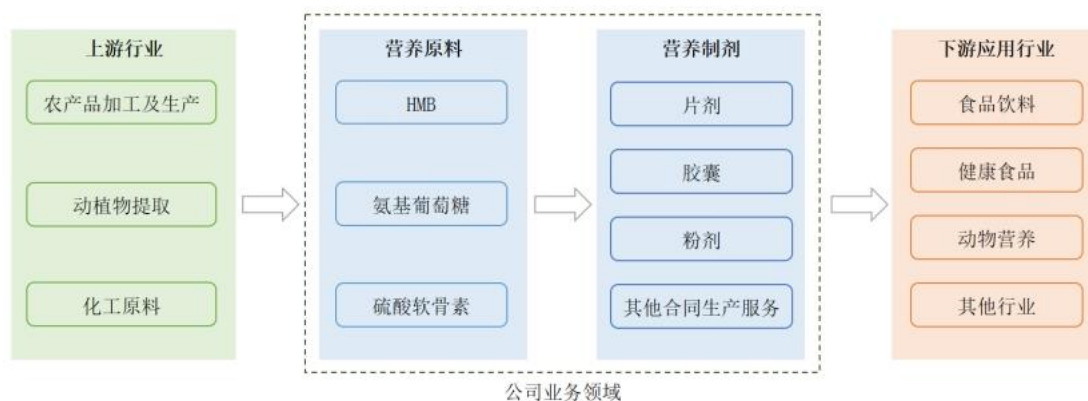 上游行业
农产品加工及生产
动植物提取
化工原料
营养原料
HMB
氨基葡萄糖
硫酸软骨素
营养制剂
片剂
胶囊
粉剂
其他合同生产服务
下游应用行业
食品饮料
健康食品
动物营养
其他行业
公司业务领域